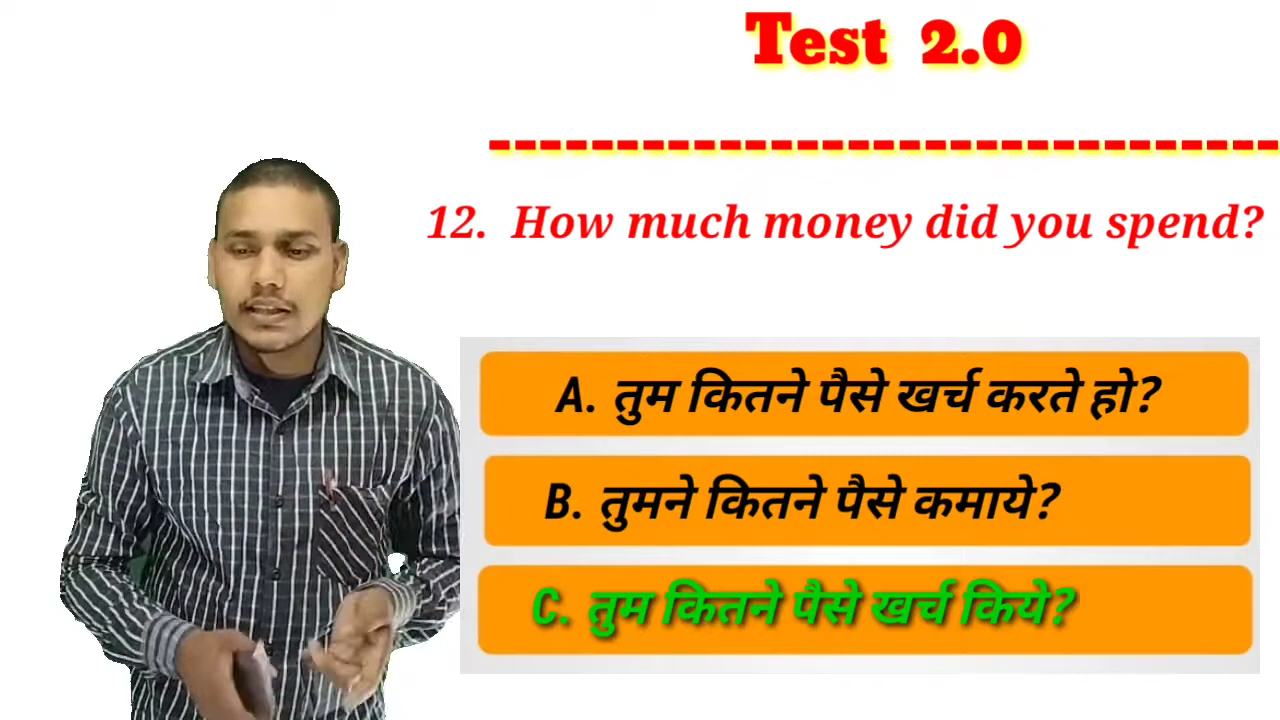 Test 2.0
--------------------------------
12. How much money did you spend?
A. तुम कितने पैसे खर्च करते हो?
B. तुमने कितने पैसे कमाये?
C. तुम कितने पैसे खर्च किये?